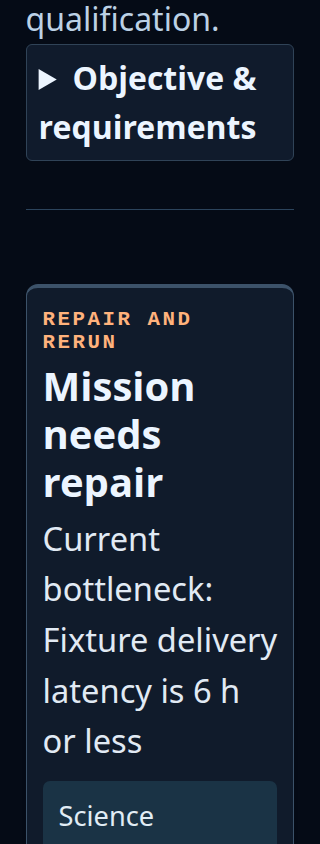 qualification.
Objective &
requirements
REPAIR AND
RERUN
Mission
needs
repair
Current
bottleneck:
Fixture delivery
latency is 6 h
or less
Science